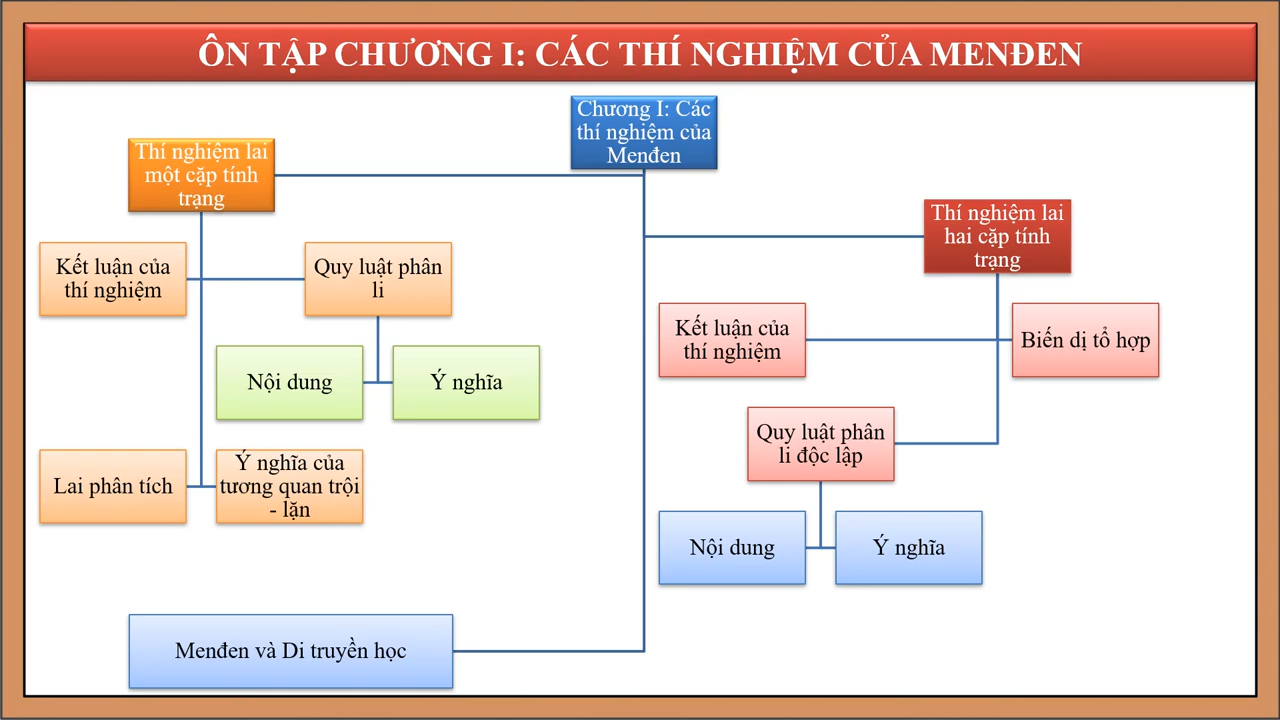 ÔN TẬP CHƯƠNG I: CÁC THÍ NGHIỆM CỦA MENĐEN
Chương I: Các
thí nghiệm của
Menđen
Thí nghiệm lai
một cặp tính
trạng
Kết luận của
thí nghiệm
Quy luật phân
li
Nội dung
Ý nghĩa
Lai phân tích
Ý nghĩa của
tương quan trội
- lặn
Thí nghiệm lai
hai cặp tính
trạng
Kết luận của
thí nghiệm
Biến dị tổ hợp
Quy luật phân
li độc lập
Nội dung
Ý nghĩa
Menđen và Di truyền học